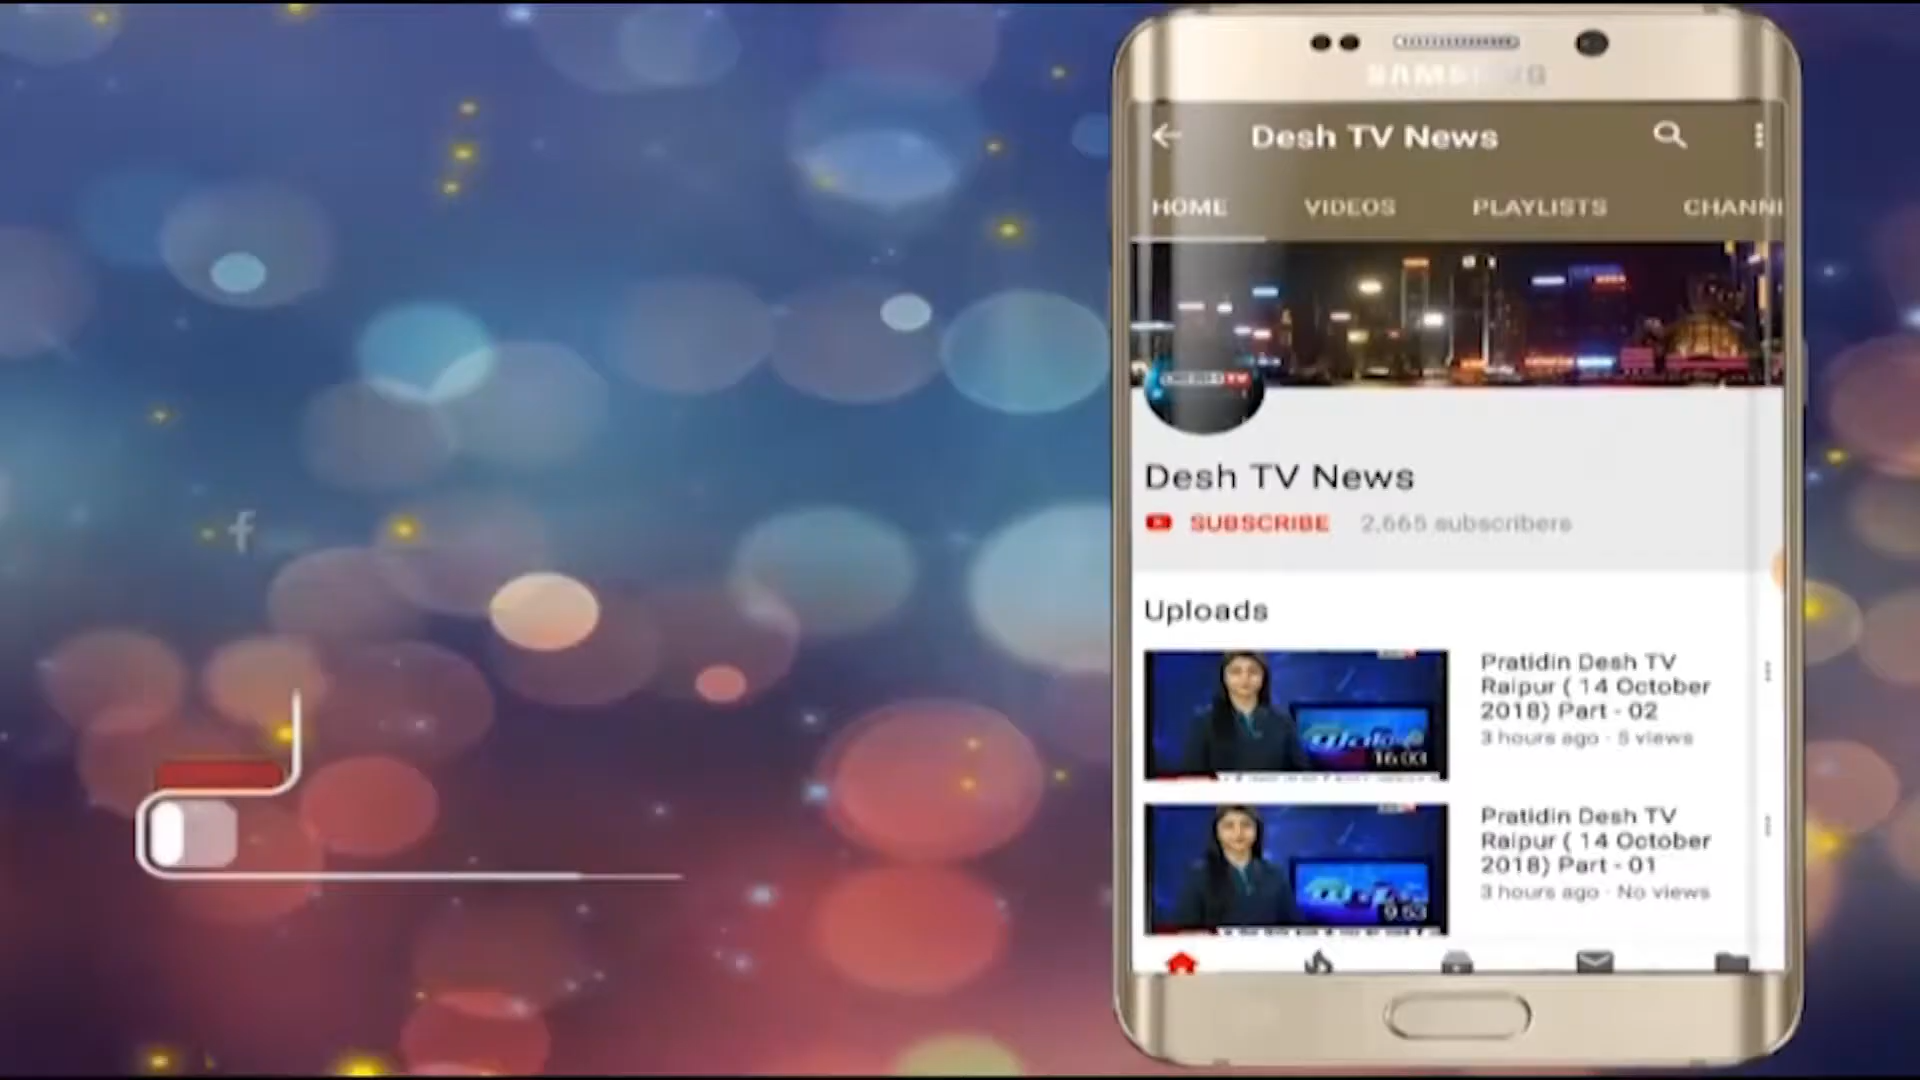 f
SAMSUNG
Desh TV News
HOME VIDEOS PLAYLISTS CHANNE
Desh TV News
SUBSCRIBE 2,665 subscribers
Uploads
Pratidin Desh TV
Raipur ( 14 October
2018) Part - 02
3 hours ago · 5 views
16:03
Pratidin Desh TV
Raipur ( 14 October
2018) Part - 01
3 hours ago · No views
9:53